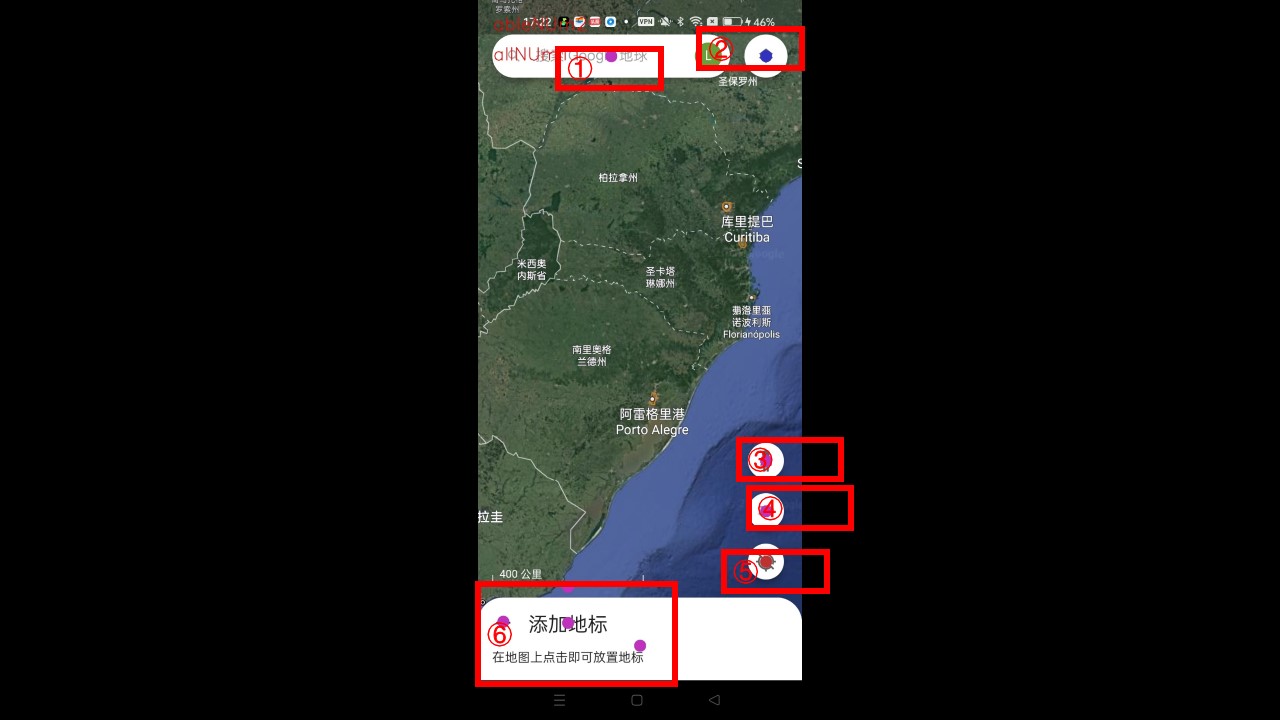 罗索州
17:22
VPN
46%
①
②
L
圣保罗州
柏拉拿州
S
库里提巴
Curitiba
米西奥
内斯省
圣卡塔
琳娜州
弗洛里亚
诺波利斯
Florianópolis
南里奥格
兰德州
阿雷格里港
Porto Alegre
③
④
拉圭
⑤
400 公里
添加地标
⑥
在地图上点击即可放置地标